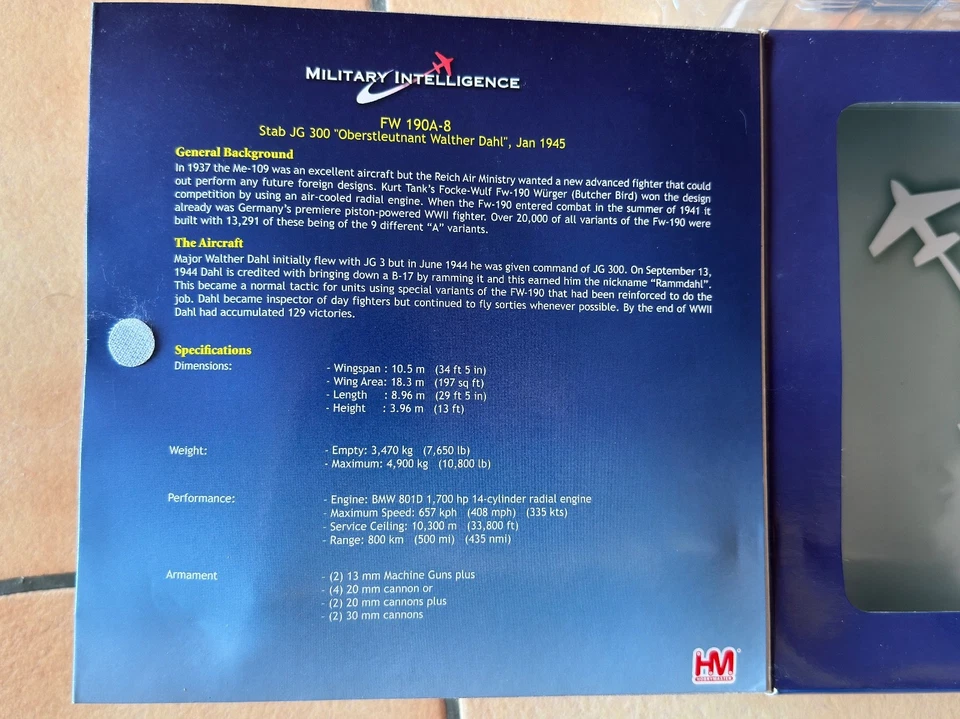 MILITARY INTELLIGENCE
FW 190A-8
Stab JG 300 "Oberstleutnant Walther Dahl", Jan 1945
General Background
In 1937 the Me-109 was an excellent aircraft but the Reich Air Ministry wanted a new advanced fighter that could
out perform any future foreign designs. Kurt Tank's Focke-Wulf Fw-190 Würger (Butcher Bird) won the design
competition by using an air-cooled radial engine. When the Fw-190 entered combat in the summer of 1941 it
already was Germany's premiere piston-powered WWII fighter. Over 20,000 of all variants of the Fw-190 were
built with 13,291 of these being of the 9 different "A" variants.
The Aircraft
Major Walther Dahl initially flew with JG 3 but in June 1944 he was given command of JG 300. On September 13,
1944 Dahl is credited with bringing down a B-17 by ramming it and this earned him the nickname "Rammdahl".
This became a normal tactic for units using special variants of the FW-190 that had been reinforced to do the
job. Dahl became inspector of day fighters but continued to fly sorties whenever possible. By the end of WWII
Dahl had accumulated 129 victories.
Specifications
Dimensions:
- Wingspan : 10.5 m (34 ft 5 in)
- Wing Area: 18.3 m (197 sq ft)
- Length : 8.96 m (29 ft 5 in)
- Height : 3.96 m (13 ft)
Weight:
- Empty: 3,470 kg (7,650 lb)
- Maximum: 4,900 kg (10,800 lb)
Performance:
- Engine: BMW 801D 1,700 hp 14-cylinder radial engine
- Maximum Speed: 657 kph (408 mph) (335 kts)
- Service Ceiling: 10,300 m (33,800 ft)
- Range: 800 km (500 mi) (435 nmi)
Armament
- (2) 13 mm Machine Guns plus
- (4) 20 mm cannon or
- (2) 20 mm cannons plus
- (2) 30 mm cannons
HM
HOBBYMASTER